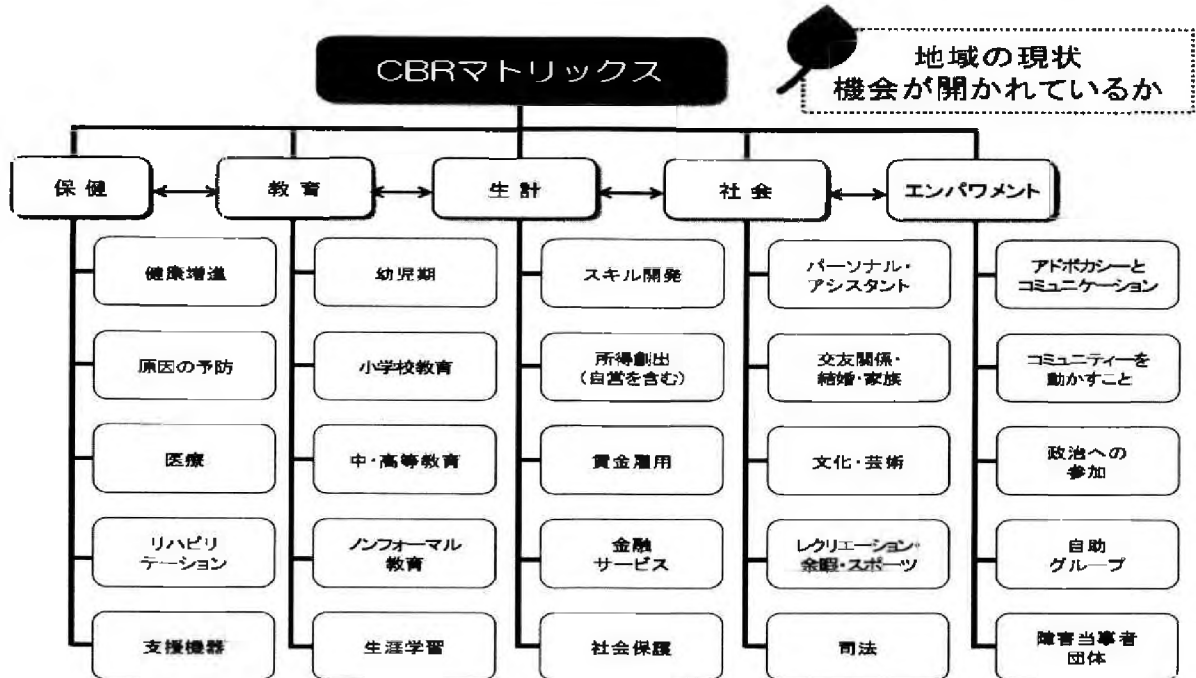 CBRマトリックス
地域の現状
機会が開かれているか
保健
教育
生計
社会
エンパワメント
健康増進
幼児期
スキル開発
パーソナル・
アシスタント
アドボカシーと
コミュニケーション
原因の予防
小学校教育
所得創出
(自営を含む)
交友関係・
結婚・家族
コミュニティーを
動かすこと
医療
中・高等教育
賃金雇用
文化・芸術
政治への
参加
リハビリ
テーション
ノンフォーマル
教育
金融
サービス
レクリエーション・
余暇・スポーツ
自助
グループ
支援機器
生涯学習
社会保護
司法
障害当事者
団体